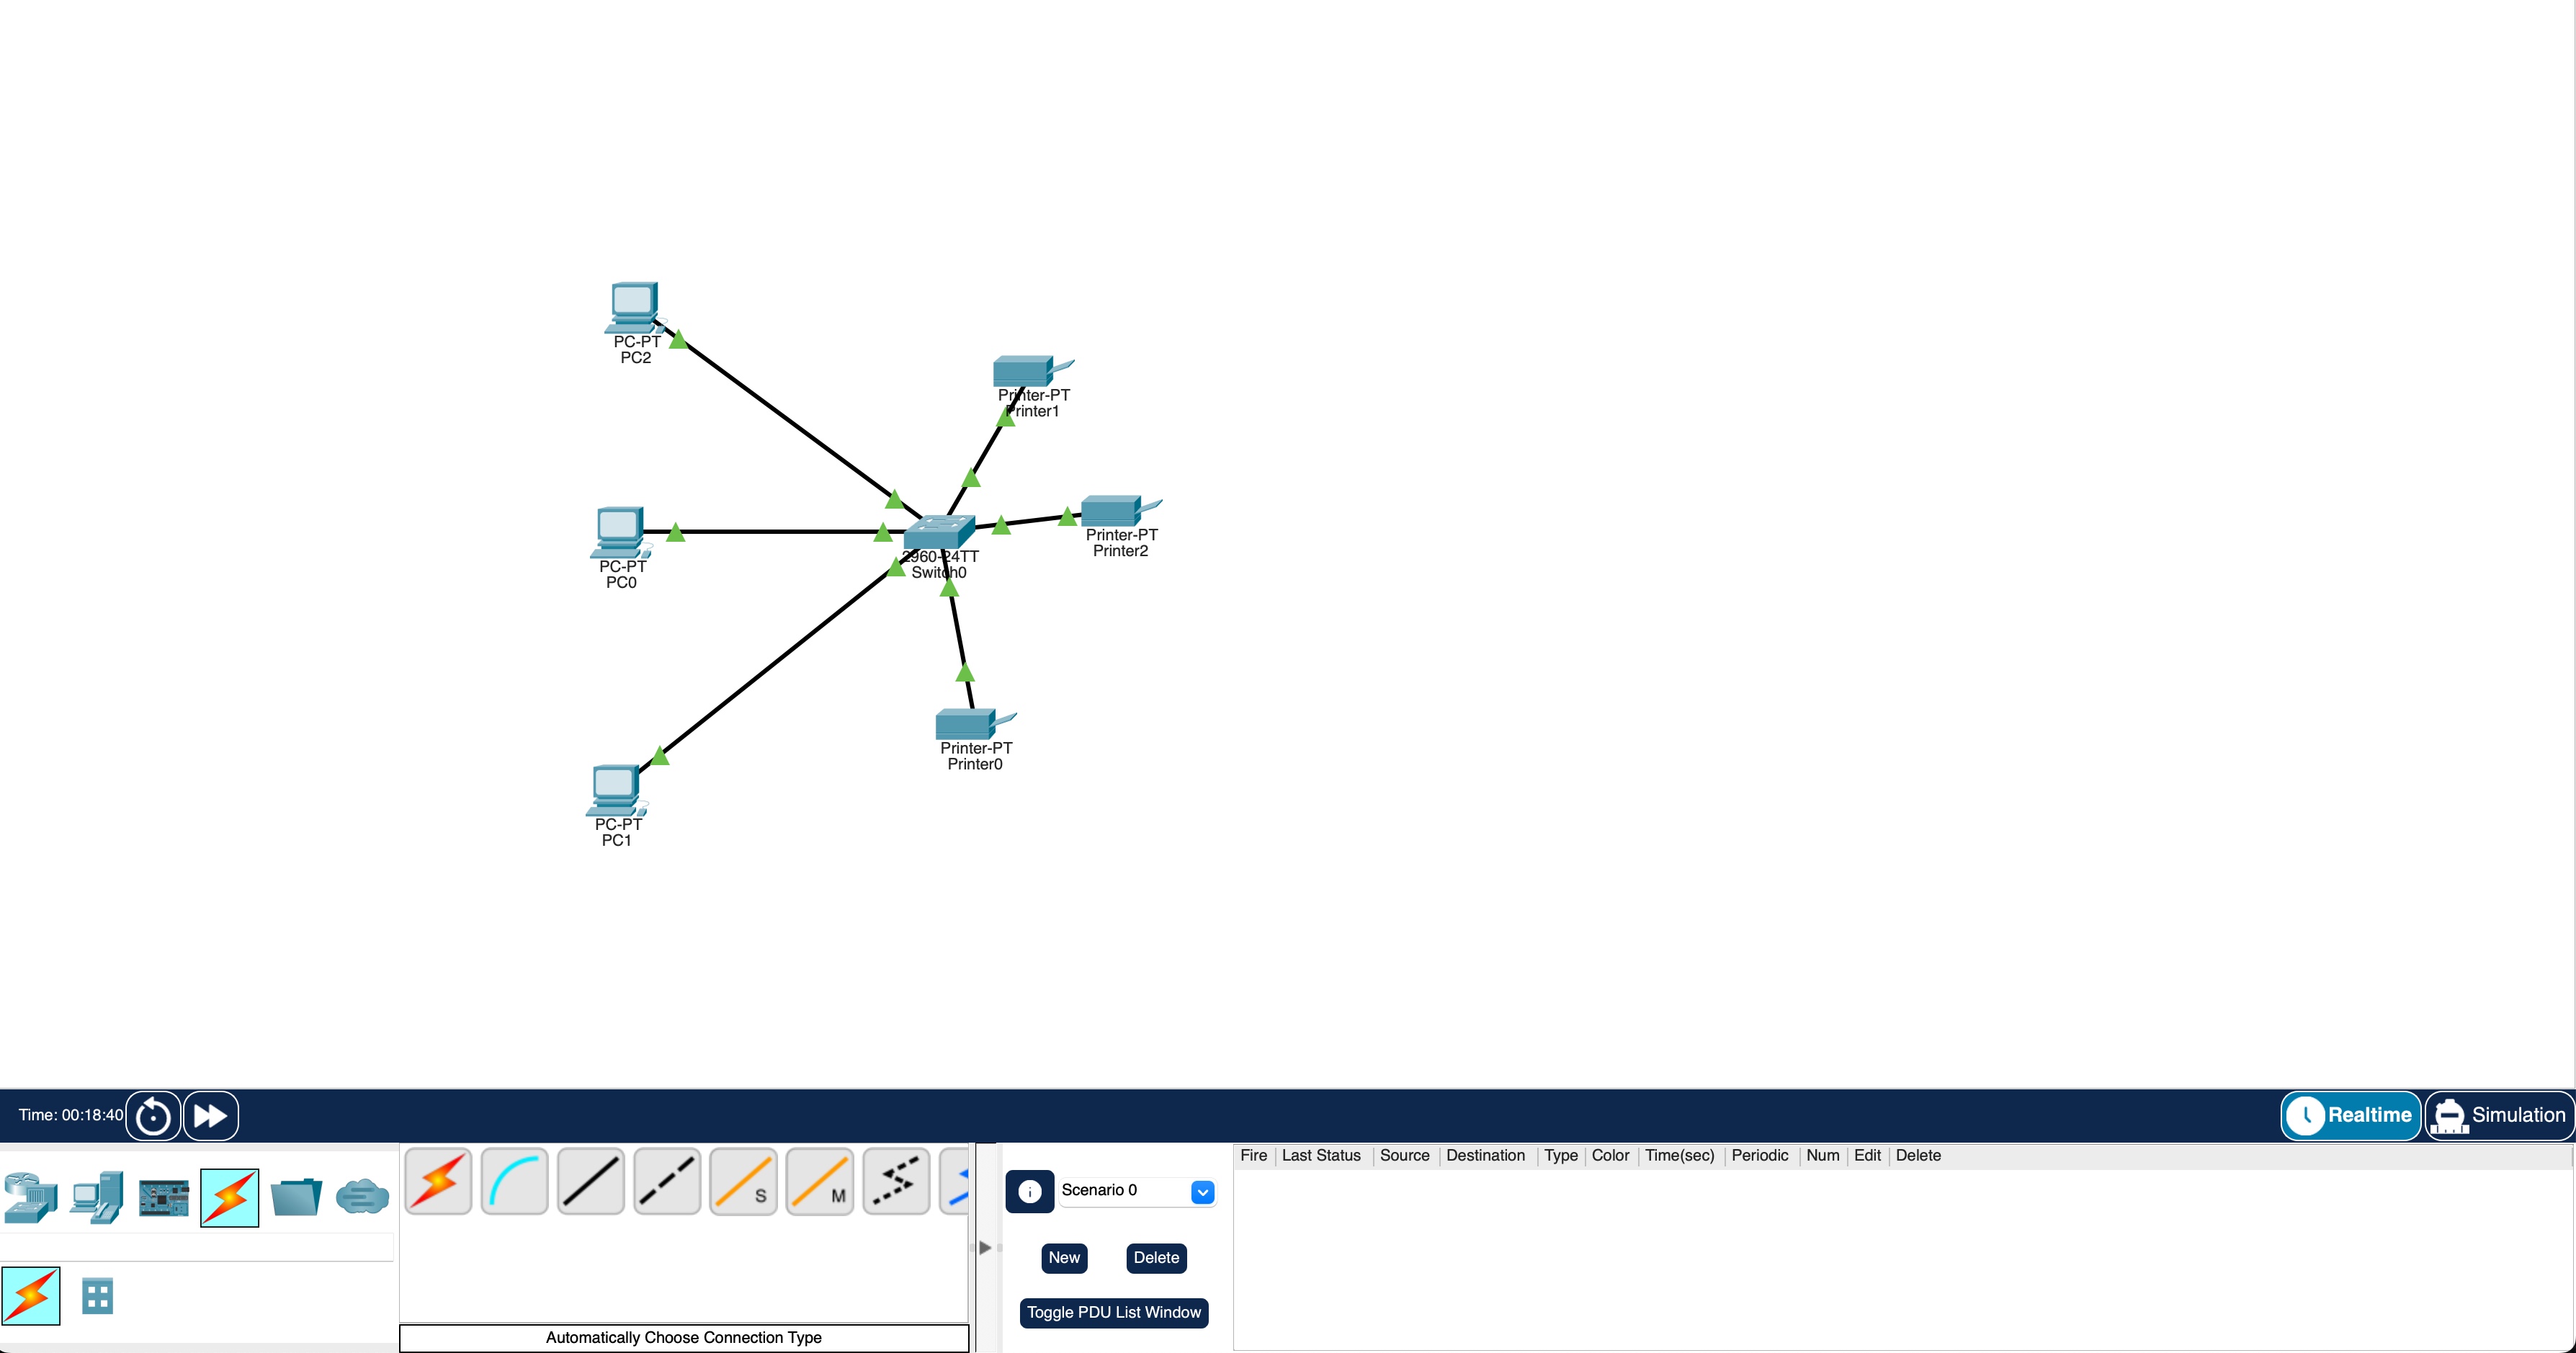 PC-PT
PC2
Printer-PT
Printer1
Printer-PT
Printer2
2960-24TT
Switch0
PC-PT
PC0
Printer-PT
Printer0
PC-PT
PC1
Time: 00:18:40
Realtime
Simulation
S
M
Automatically Choose Connection Type
i
Scenario 0
New
Delete
Toggle PDU List Window
Fire Last Status Source Destination Type Color Time(sec) Periodic Num Edit Delete